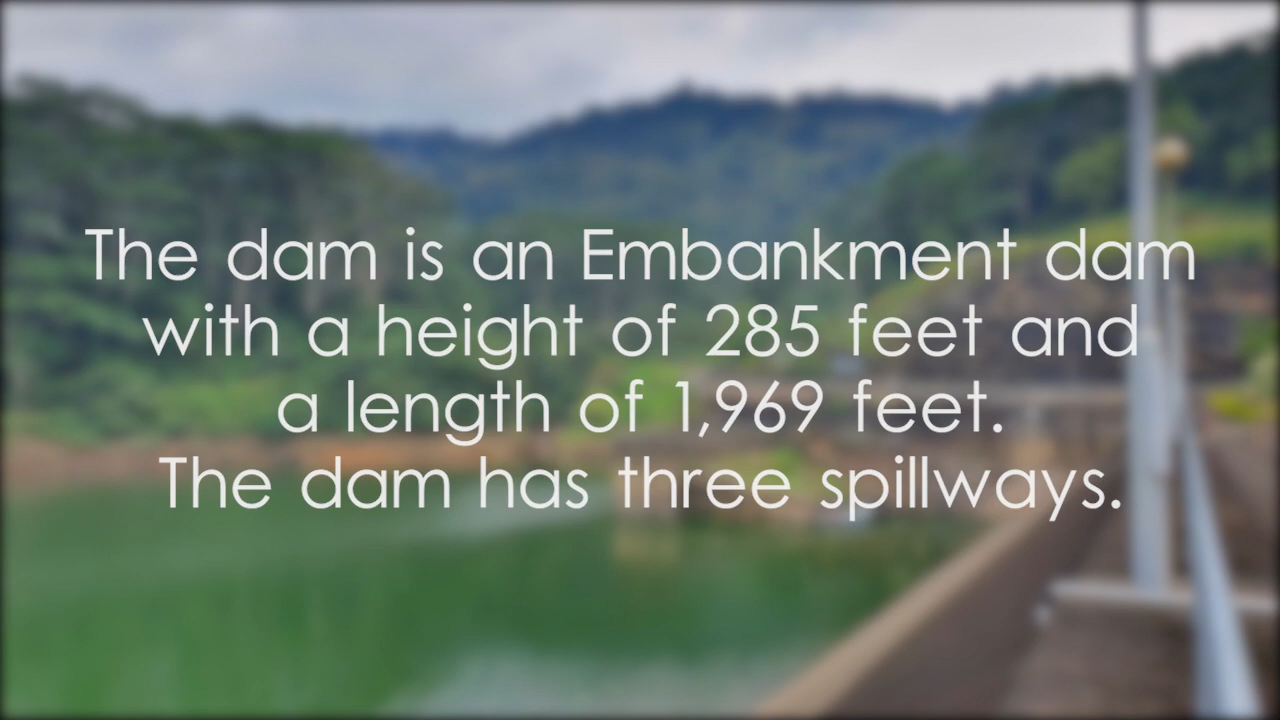 The dam is an Embankment dam
with a height of 285 feet and
a length of 1,969 feet.
The dam has three spillways.